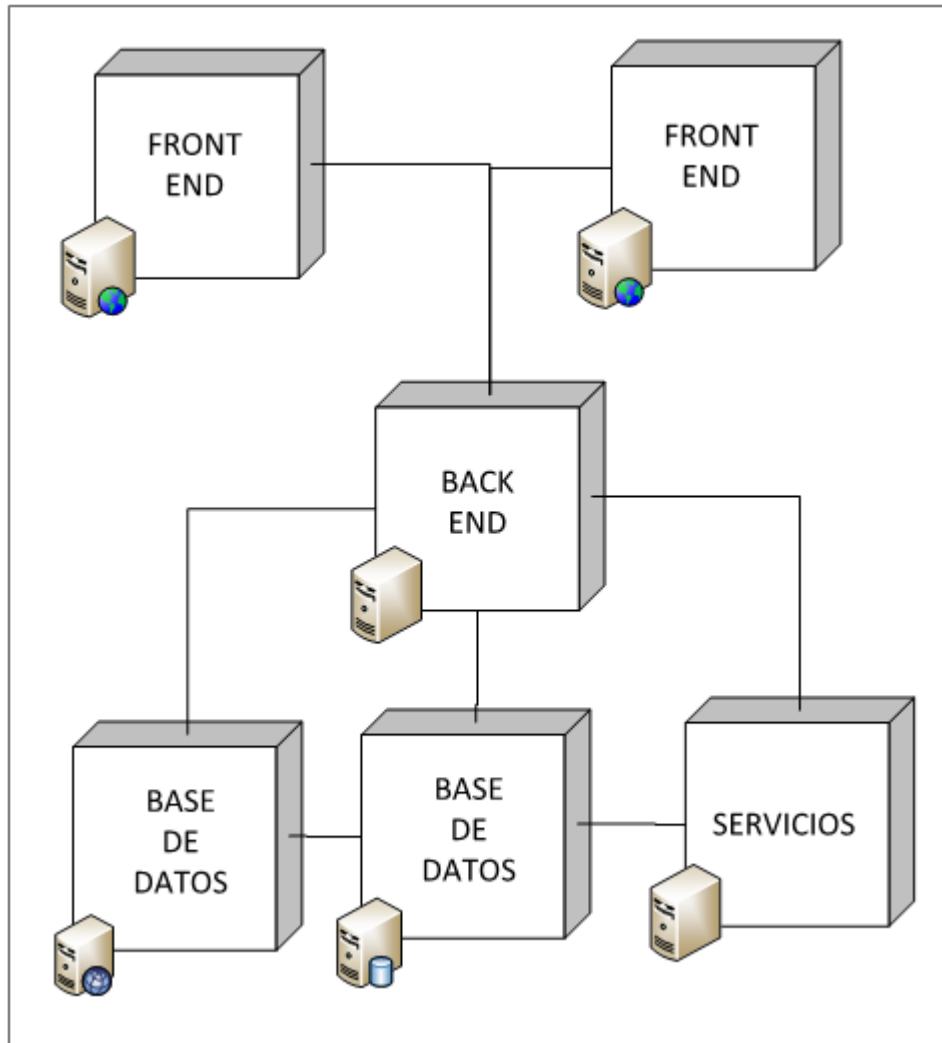 FRONT
END
FRONT
END
BACK
END
BASE
DE
DATOS
BASE
DE
DATOS
SERVICIOS